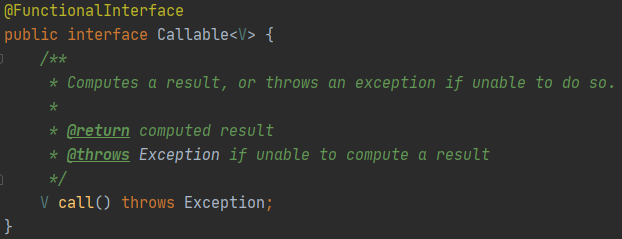 @FunctionalInterface
public interface Callable<V> {
    /**
     * Computes a result, or throws an exception if unable to do so.
     *
     * @return computed result
     * @throws Exception if unable to compute a result
     */
    V call() throws Exception;
}